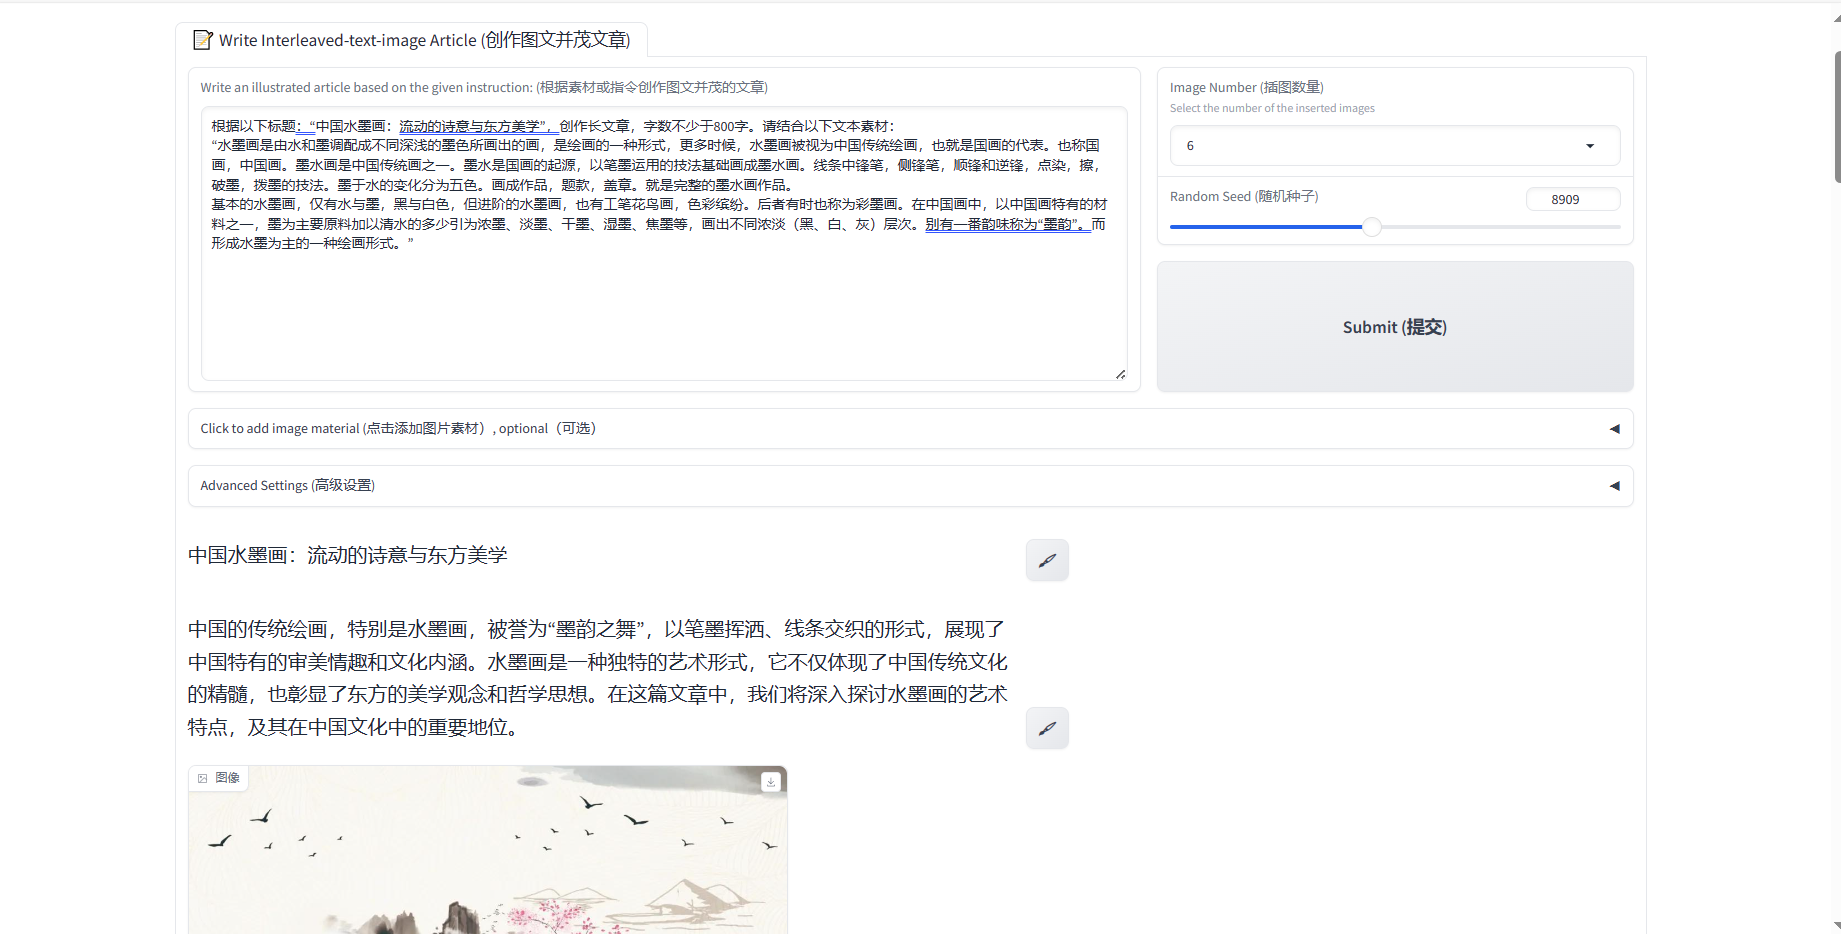 Write Interleaved-text-image Article (创作图文并茂文章)
Write an illustrated article based on the given instruction: (根据素材或指令创作图文并茂的文章)
根据以下标题：“中国水墨画：流动的诗意与东方美学”，创作长文章，字数不少于800字。请结合以下文本素材：
“水墨画是由水和墨调配成不同深浅的墨色所画出的画，是绘画的一种形式，更多时候，水墨画被视为中国传统绘画，也就是国画的代表。也称国
画，中国画。墨水画是中国传统画之一。墨水是国画的起源，以笔墨运用的技法基础画成墨水画。线条中锋笔，侧锋笔，顺锋和逆锋，点染，擦，
破墨，拨墨的技法。墨于水的变化分为五色。画成作品，题款，盖章。就是完整的墨水画作品。
基本的水墨画，仅有水与墨，黑与白色，但进阶的水墨画，也有工笔花鸟画，色彩缤纷。后者有时也称为彩墨画。在中国画中，以中国画特有的材
料之一，墨为主要原料加以清水的多少引为浓墨、淡墨、干墨、湿墨、焦墨等，画出不同浓淡（黑、白、灰）层次。别有一番韵味称为“墨韵”。而
形成水墨为主的一种绘画形式。”
Image Number (插图数量)
Select the number of the inserted images
6
Random Seed (随机种子)
8909
Submit (提交)
Click to add image material (点击添加图片素材）, optional（可选）
Advanced Settings (高级设置)
中国水墨画：流动的诗意与东方美学
中国的传统绘画，特别是水墨画，被誉为“墨韵之舞”，以笔墨挥洒、线条交织的形式，展现了
中国特有的审美情趣和文化内涵。水墨画是一种独特的艺术形式，它不仅体现了中国传统文化
的精髓，也彰显了东方的美学观念和哲学思想。在这篇文章中，我们将深入探讨水墨画的艺术
特点，及其在中国文化中的重要地位。
图像